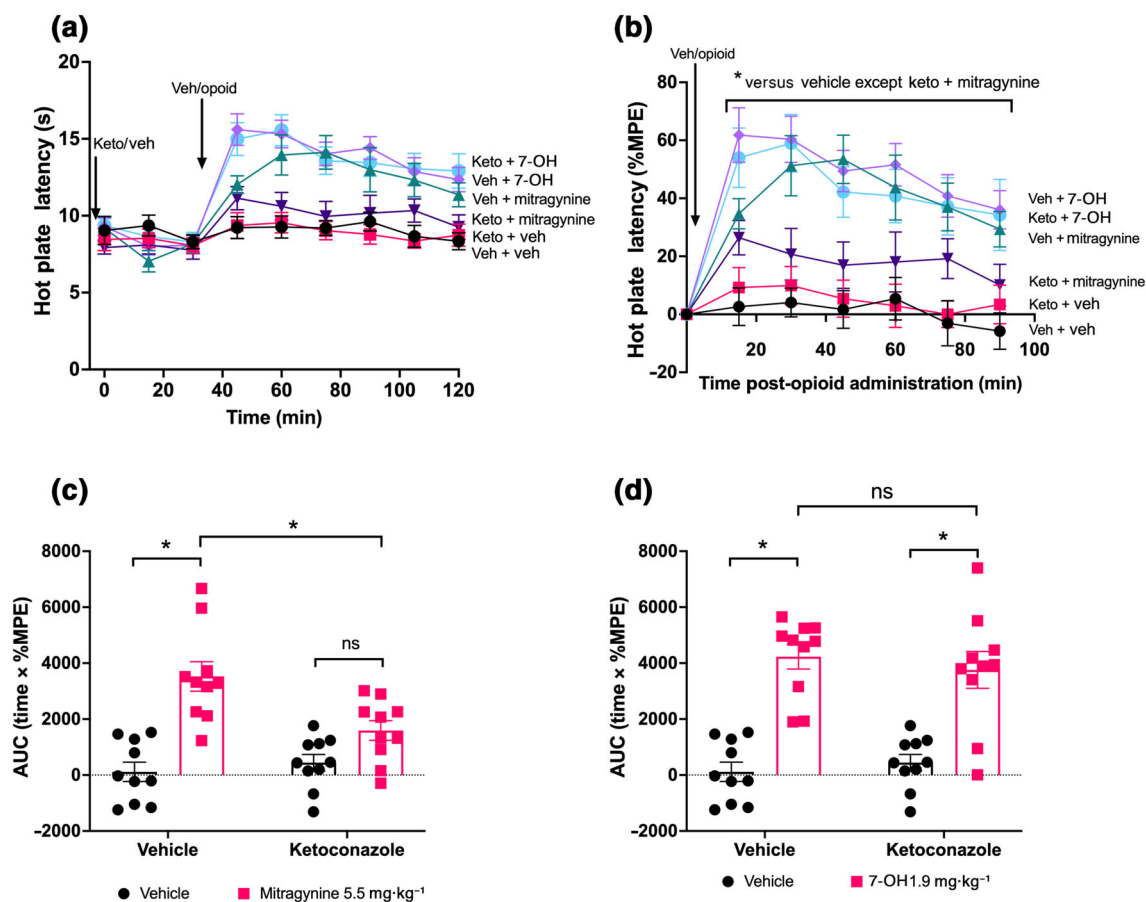 (a)
Hot plate latency (s)
20
15
10
5
0
Keto/veh
Veh/opoid
Keto + 7-OH
Veh + 7-OH
Veh + mitragynine
Keto + mitragynine
Keto + veh
Veh + veh
0 20 40 60 80 100 120
Time (min)
(b)
Veh/opioid
* versus vehicle except keto + mitragynine
Hot plate latency (%MPE)
80
60
40
20
0
−20
Veh + 7-OH
Keto + 7-OH
Veh + mitragynine
Keto + mitragynine
Keto + veh
Veh + veh
20 40 60 80 100
Time post-opioid administration (min)
(c)
AUC (time × %MPE)
8000
6000
4000
2000
0
−2000
*
*
ns
Vehicle Ketoconazole
Vehicle Mitragynine 5.5 mg·kg⁻¹
(d)
AUC (time × %MPE)
8000
6000
4000
2000
0
−2000
ns
*
*
Vehicle Ketoconazole
Vehicle 7-OH 1.9 mg·kg⁻¹